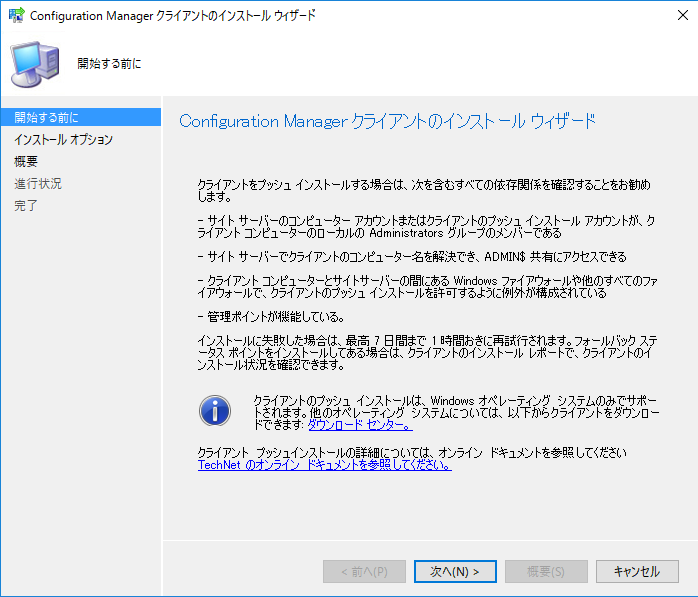 Configuration Manager クライアントのインストール ウィザード
開始する前に
開始する前に
インストール オプション
概要
進行状況
完了
Configuration Manager クライアントのインストール ウィザード
クライアントをプッシュ インストールする場合は、次を含むすべての依存関係を確認することをお勧め
します。
- サイト サーバーのコンピューター アカウントまたはクライアントのプッシュ インストール アカウントが、ク
ライアント コンピューターのローカルの Administrators グループのメンバーである
- サイト サーバーでクライアントのコンピューター名を解決でき、ADMIN$ 共有にアクセスできる
- クライアント コンピューターとサイトサーバーの間にある Windows ファイアウォールや他のすべてのファ
イアウォールで、クライアントのプッシュ インストールを許可するように例外が構成されている
- 管理ポイントが機能している。
インストールに失敗した場合は、最高 7 日間まで 1 時間おきに再試行されます。フォールバック ステ
ータス ポイントをインストールしてある場合は、クライアントのインストール レポートで、クライアントのイ
ンストール状況を確認できます。
クライアントのプッシュ インストールは、Windows オペレーティング システムのみでサポー
トされます。他のオペレーティング システムについては、以下からクライアントをダウンロー
ドできます: ダウンロード センター。
クライアント プッシュインストールの詳細については、オンライン ドキュメントを参照してください
TechNet のオンライン ドキュメントを参照してください。
< 前へ(P)
次へ(N) >
概要(S)
キャンセル